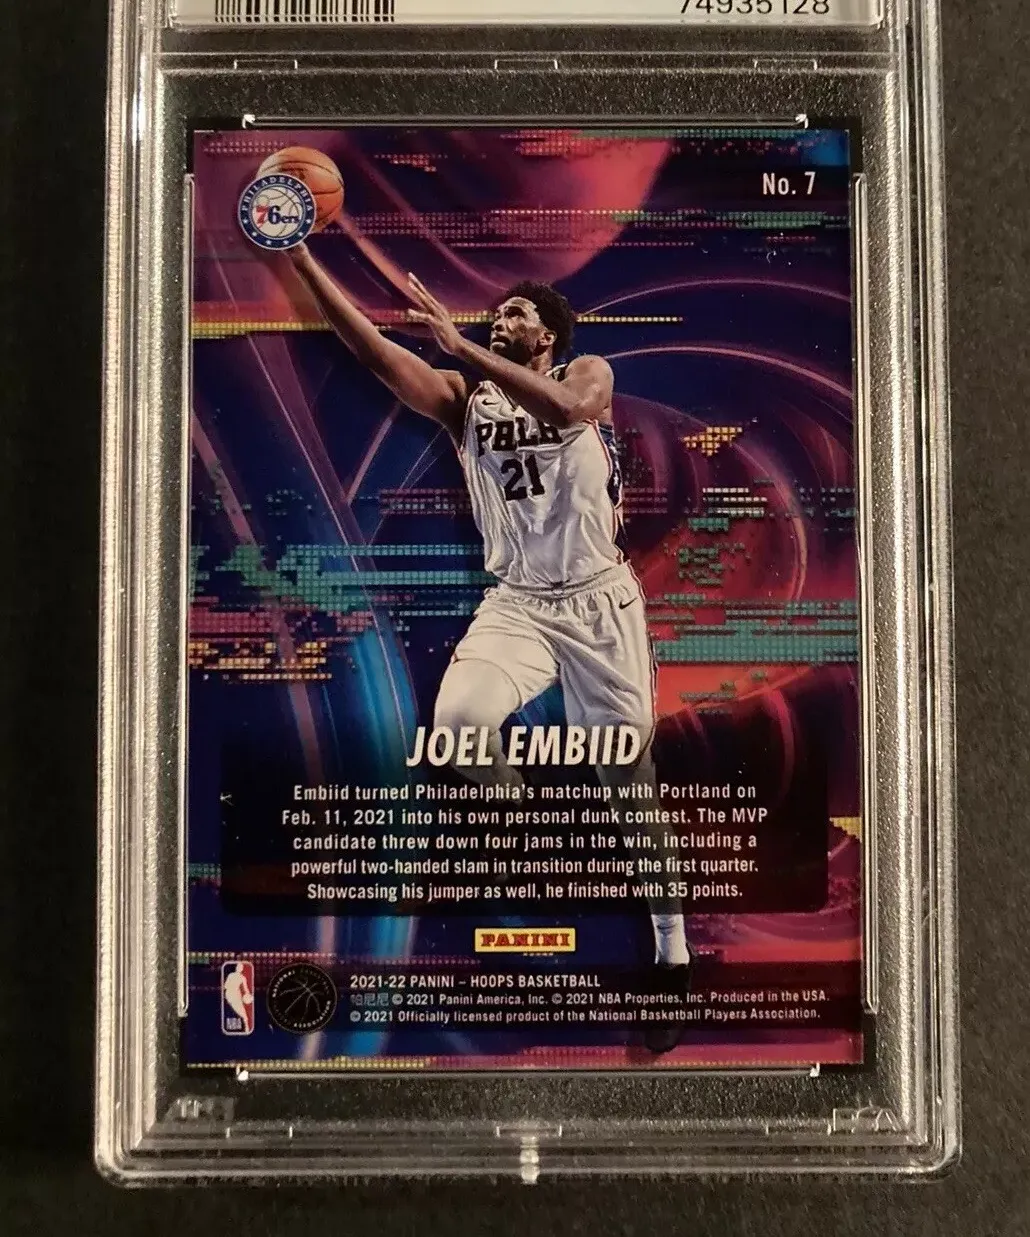 74935128
No. 7
PHILADELPHIA
76ers
PHILA
21
JOEL EMBIID
Embiid turned Philadelphia's matchup with Portland on
Feb. 11, 2021 into his own personal dunk contest. The MVP
candidate threw down four jams in the win, including a
powerful two-handed slam in transition during the first quarter.
Showcasing his jumper as well, he finished with 35 points.
PANINI
2021-22 PANINI – HOOPS BASKETBALL
帕尼尼 © 2021 Panini America, Inc. © 2021 NBA Properties, Inc. Produced in the USA.
© 2021 Officially licensed product of the National Basketball Players Association.
NBA
PSA